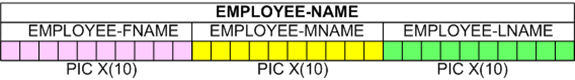 EMPLOYEE-NAME
EMPLOYEE-FNAME EMPLOYEE-MNAME EMPLOYEE-LNAME
PIC X(10) PIC X(10) PIC X(10)